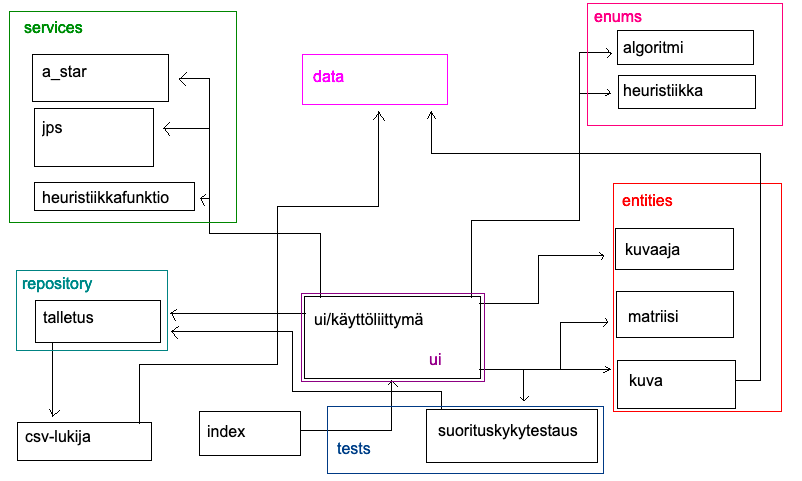 services
a_star
jps
heuristiikkafunktio
data
enums
algoritmi
heuristiikka
entities
kuvaaja
matriisi
kuva
repository
talletus
ui/käyttöliittymä
ui
csv-lukija
index
tests
suorituskykytestaus